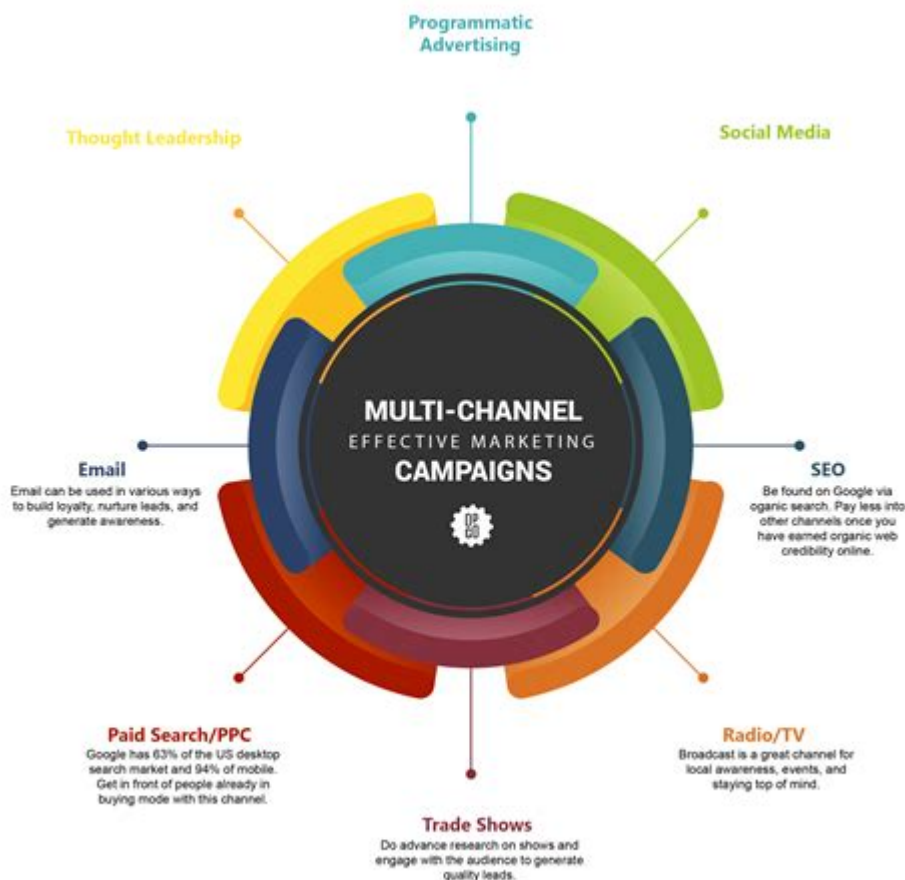 Programmatic
Advertising
Thought Leadership
Social Media
MULTI-CHANNEL
EFFECTIVE MARKETING
CAMPAIGNS
OP
CO
Email
Email can be used in various ways
to build loyalty, nurture leads, and
generate awareness.
SEO
Be found on Google via
oganic search. Pay less into
other channels once you
have earned organic web
credibility online.
Paid Search/PPC
Google has 63% of the US desktop
search market and 94% of mobile.
Get in front of people already in
buying mode with this channel.
Radio/TV
Broadcast is a great channel for
local awareness, events, and
staying top of mind.
Trade Shows
Do advance research on shows and
engage with the audience to generate
quality leads.